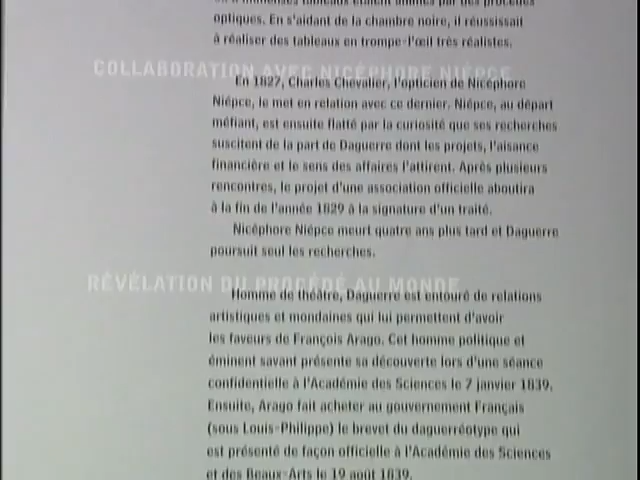 optiques. En s'aidant de la chambre noire, il réussissait
à réaliser des tableaux en trompe-l'œil très réalistes.
COLLABORATION AVEC NICÉPHORE NIÉPCE
En 1827, Charles Chevalier, l'opticien de Nicéphore
Niépce, le met en relation avec ce dernier. Niépce, au départ
méfiant, est ensuite flatté par la curiosité que ses recherches
suscitent de la part de Daguerre dont les projets, l'aisance
financière et le sens des affaires l'attirent. Après plusieurs
rencontres, le projet d'une association officielle aboutira
à la fin de l'année 1829 à la signature d'un traité.
Nicéphore Niépce meurt quatre ans plus tard et Daguerre
poursuit seul les recherches.
RÉVÉLATION DU PROCÉDÉ AU MONDE
Homme de théâtre, Daguerre est entouré de relations
artistiques et mondaines qui lui permettent d'avoir
les faveurs de François Arago. Cet homme politique et
éminent savant présente sa découverte lors d'une séance
confidentielle à l'Académie des Sciences le 7 janvier 1839.
Ensuite, Arago fait acheter au gouvernement Français
(sous Louis-Philippe) le brevet du daguerréotype qui
est présenté de façon officielle à l'Académie des Sciences
et des Beaux-Arts le 19 août 1839.